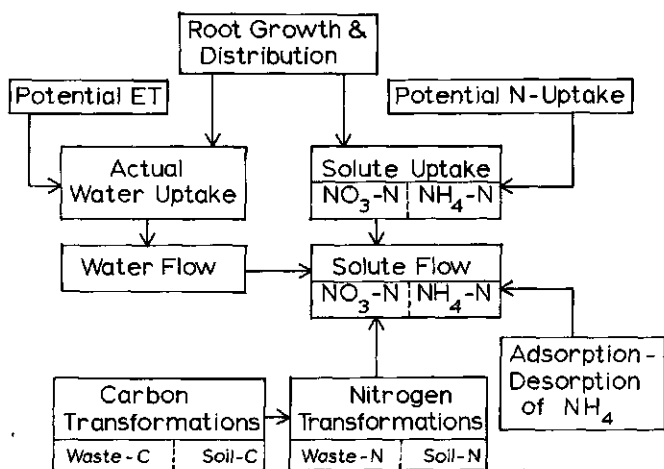 Root Growth &
Distribution
Potential ET
Potential N-Uptake
Actual
Water Uptake
Solute Uptake
NO₃-N NH₄-N
Water Flow
Solute Flow
NO₃-N NH₄-N
Adsorption-
Desorption
of NH₄
Carbon
Transformations
Waste-C Soil-C
Nitrogen
Transformations
Waste-N Soil-N